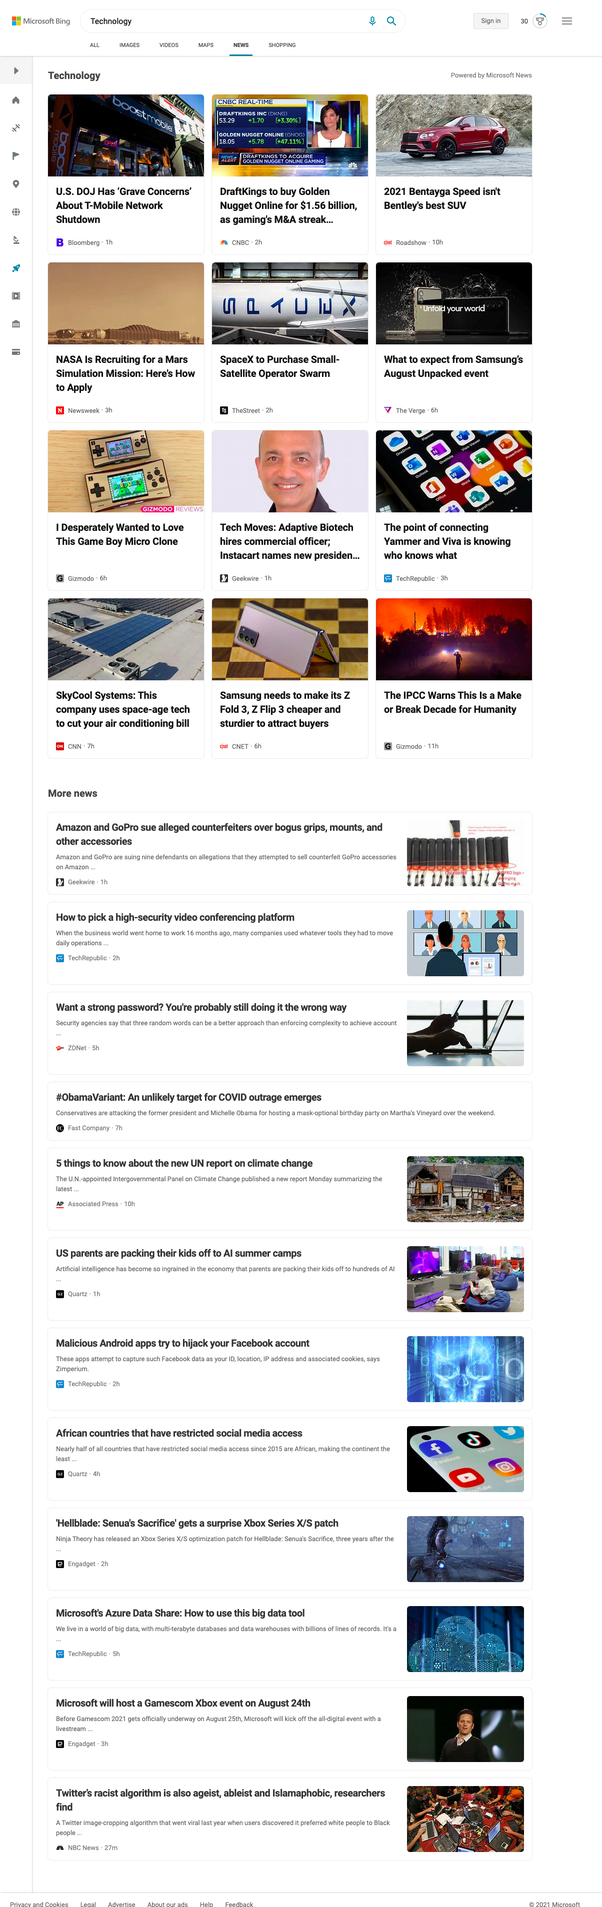 Microsoft Bing
Technology
Sign in
30
ALL
IMAGES
VIDEOS
MAPS
NEWS
SHOPPING
Technology
Powered by Microsoft News
boostmobile
boo
CNBC REAL-TIME
DRAFTKINGS INC (DKNG)
53.29 +1.70 [+3.30%]
GOLDEN NUGGET ONLINE (GNOG)
18.05 +5.78 [+47.11%]
NEWS ALERT
DRAFTKINGS TO ACQUIRE
GOLDEN NUGGET ONLINE GAMING
U.S. DOJ Has ‘Grave Concerns’
About T-Mobile Network
Shutdown
Bloomberg · 1h
DraftKings to buy Golden
Nugget Online for $1.56 billion,
as gaming's M&A streak...
CNBC · 2h
2021 Bentayga Speed isn't
Bentley's best SUV
Roadshow · 10h
SPACEX
Unfold your world
NASA Is Recruiting for a Mars
Simulation Mission: Here's How
to Apply
Newsweek · 3h
SpaceX to Purchase Small-
Satellite Operator Swarm
TheStreet · 2h
What to expect from Samsung’s
August Unpacked event
The Verge · 6h
GIZMODO REVIEWS
I Desperately Wanted to Love
This Game Boy Micro Clone
Gizmodo · 6h
Tech Moves: Adaptive Biotech
hires commercial officer;
Instacart names new presiden...
Geekwire · 1h
The point of connecting
Yammer and Viva is knowing
who knows what
TechRepublic · 3h
SkyCool Systems: This
company uses space-age tech
to cut your air conditioning bill
CNN · 7h
Samsung needs to make its Z
Fold 3, Z Flip 3 cheaper and
sturdier to attract buyers
CNET · 6h
The IPCC Warns This Is a Make
or Break Decade for Humanity
Gizmodo · 11h
More news
Amazon and GoPro sue alleged counterfeiters over bogus grips, mounts, and
other accessories
Amazon and GoPro are suing nine defendants on allegations that they attempted to sell counterfeit GoPro accessories
on Amazon ...
Geekwire · 1h
How to pick a high-security video conferencing platform
When the business world went home to work 16 months ago, many companies used whatever tools they had to move
daily operations ...
TechRepublic · 2h
Want a strong password? You're probably still doing it the wrong way
Security agencies say that three random words can be a better approach than enforcing complexity to achieve account
...
ZDNet · 5h
#ObamaVariant: An unlikely target for COVID outrage emerges
Conservatives are attacking the former president and Michelle Obama for hosting a mask-optional birthday party on Martha's Vineyard over the weekend.
Fast Company · 7h
5 things to know about the new UN report on climate change
The U.N.-appointed Intergovernmental Panel on Climate Change published a new report Monday summarizing the
latest ...
AP Associated Press · 10h
US parents are packing their kids off to AI summer camps
Artificial intelligence has become so ingrained in the economy that parents are packing their kids off to hundreds of AI
...
Quartz · 1h
Malicious Android apps try to hijack your Facebook account
These apps attempt to capture such Facebook data as your ID, location, IP address and associated cookies, says
Zimperium.
TechRepublic · 2h
African countries that have restricted social media access
Nearly half of all countries that have restricted social media access since 2015 are African, making the continent the
least ...
Quartz · 4h
'Hellblade: Senua's Sacrifice' gets a surprise Xbox Series X/S patch
Ninja Theory has released an Xbox Series X/S optimization patch for Hellblade: Senua's Sacrifice, three years after the
...
Engadget · 2h
Microsoft's Azure Data Share: How to use this big data tool
We live in a world of big data, with multi-terabyte databases and data warehouses with billions of lines of records. It's a
...
TechRepublic · 5h
Microsoft will host a Gamescom Xbox event on August 24th
Before Gamescom 2021 gets officially underway on August 25th, Microsoft will kick off the all-digital event with a
livestream ...
Engadget · 3h
Twitter's racist algorithm is also ageist, ableist and Islamaphobic, researchers
find
A Twitter image-cropping algorithm that went viral last year when users discovered it preferred white people to Black
people ...
NBC News · 27m
Privacy and Cookies
Legal
Advertise
About our ads
Help
Feedback
© 2021 Microsoft